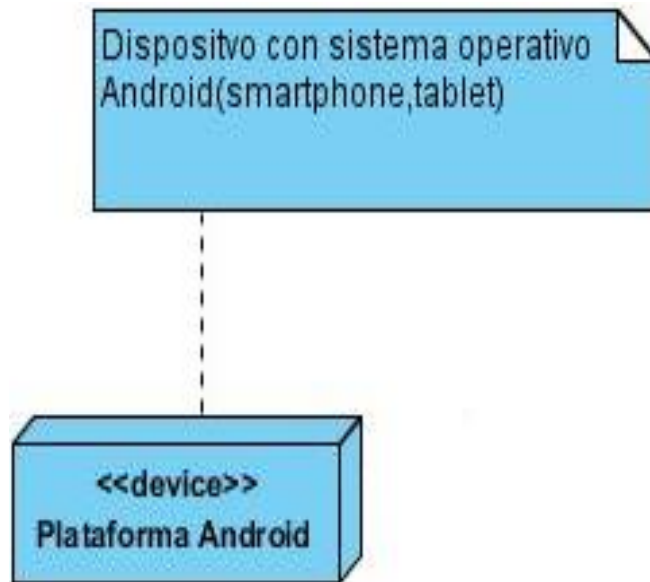 Dispositvo con sistema operativo
Android(smartphone,tablet)
<<device>>
Plataforma Android